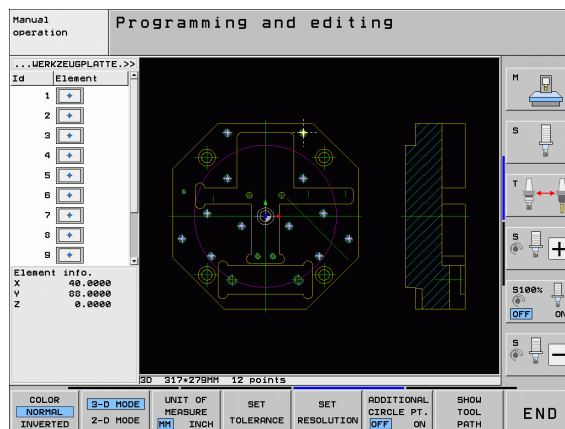 Manual
operation
Programming and editing
...WERKZEUGPLATTE.>>
Id Element
1
2
3
4
5
6
7
8
9
Element info.
X 40.0000
Y 88.0000
Z 0.0000
3D 317*279MM 12 points
M
S
T
S
S100%
OFF ON
S
COLOR
NORMAL
INVERTED
3-D MODE
2-D MODE
UNIT OF
MEASURE
MM INCH
SET
TOLERANCE
SET
RESOLUTION
ADDITIONAL
CIRCLE PT.
OFF ON
SHOW
TOOL
PATH
END